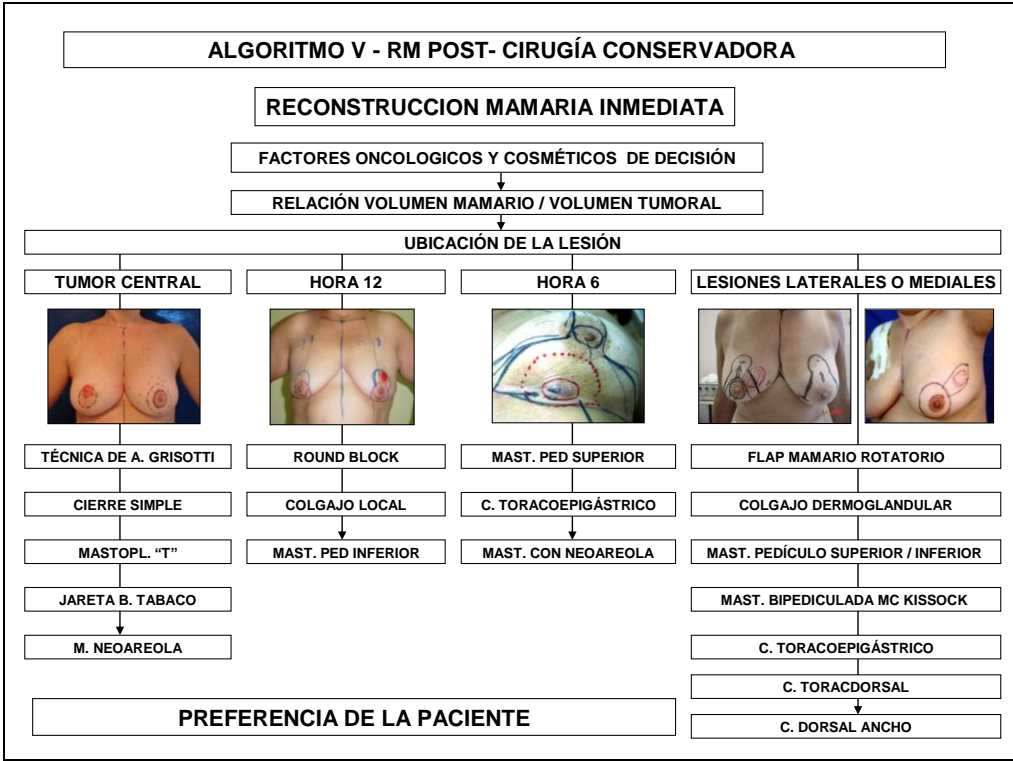 ALGORITMO V - RM POST- CIRUGÍA CONSERVADORA
RECONSTRUCCION MAMARIA INMEDIATA
FACTORES ONCOLOGICOS Y COSMÉTICOS DE DECISIÓN
RELACIÓN VOLUMEN MAMARIO / VOLUMEN TUMORAL
UBICACIÓN DE LA LESIÓN
TUMOR CENTRAL
TÉCNICA DE A. GRISOTTI
CIERRE SIMPLE
MASTOPL. “T”
JARETA B. TABACO
M. NEOAREOLA
HORA 12
ROUND BLOCK
COLGAJO LOCAL
MAST. PED INFERIOR
HORA 6
MAST. PED SUPERIOR
C. TORACOEPIGÁSTRICO
MAST. CON NEOAREOLA
LESIONES LATERALES O MEDIALES
FLAP MAMARIO ROTATORIO
COLGAJO DERMOGLANDULAR
MAST. PEDÍCULO SUPERIOR / INFERIOR
MAST. BIPEDICULADA MC KISSOCK
C. TORACOEPIGÁSTRICO
C. TORACDORSAL
C. DORSAL ANCHO
PREFERENCIA DE LA PACIENTE